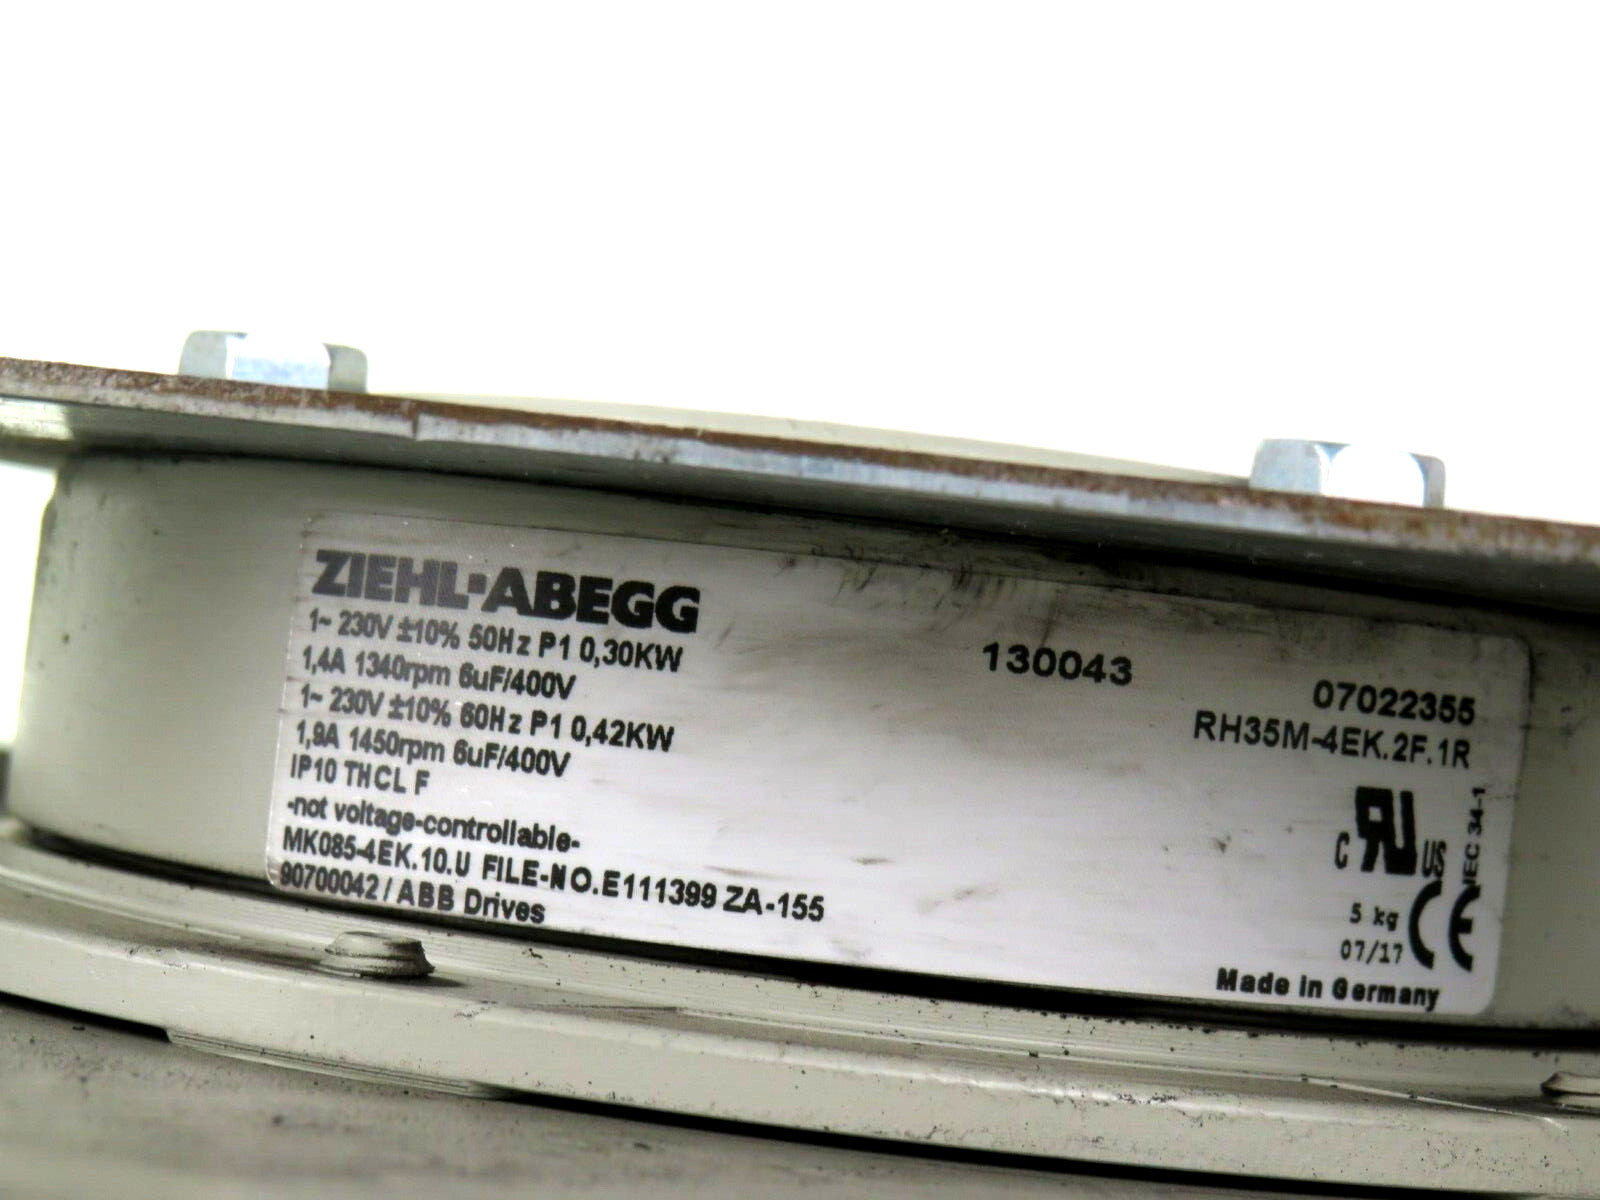 ZIEHL-ABEGG
1~ 230V ±10% 50Hz P1 0,30KW
1,4A 1340rpm 6uF/400V
1~ 230V ±10% 60Hz P1 0,42KW
1,9A 1450rpm 6uF/400V
IP10 THCL F
-not voltage-controllable-
MK085-4EK.10.U FILE-NO.E111399 ZA-155
90700042 / ABB Drives
130043
07022355
RH35M-4EK.2F.1R
c RU US
IEC 34-1
5 kg
07/17
CE
Made in Germany